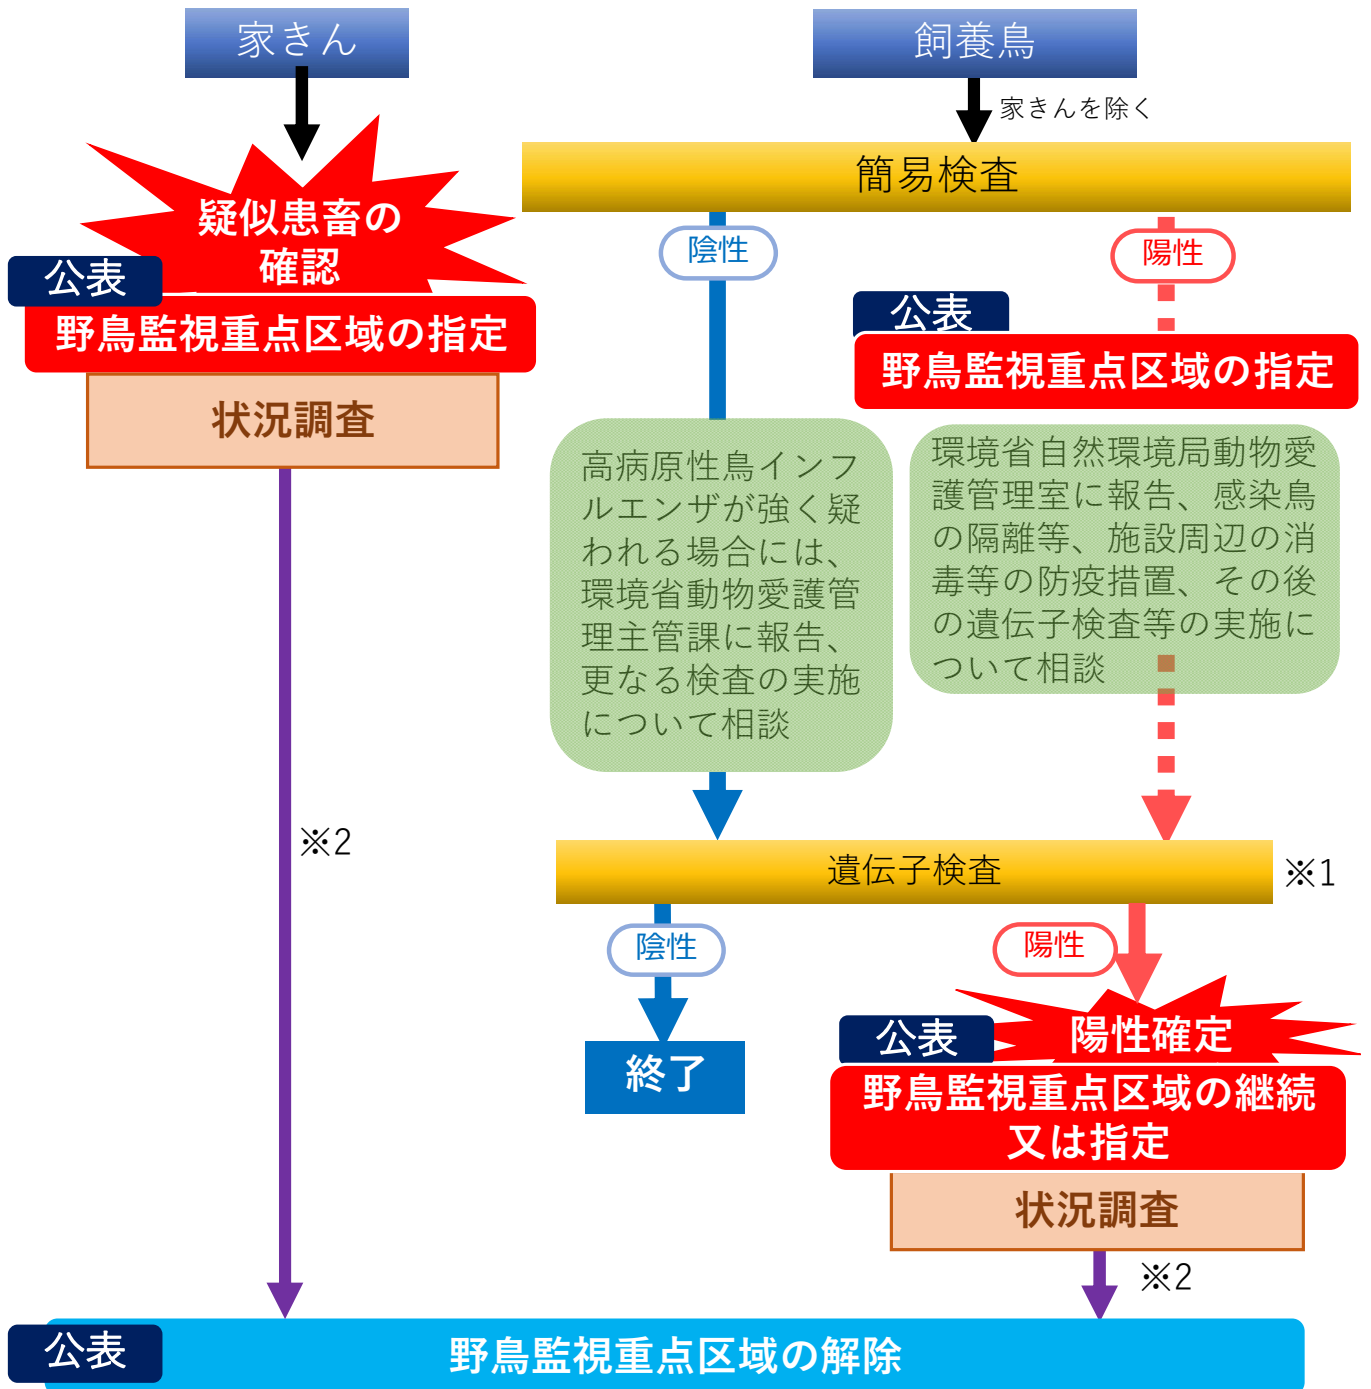 家きん
疑似患畜の
確認
公表
野鳥監視重点区域の指定
状況調査
※2
飼養鳥
家きんを除く
簡易検査
陰性
陽性
公表
野鳥監視重点区域の指定
高病原性鳥インフ
ルエンザが強く疑
われる場合には、
環境省動物愛護管
理主管課に報告、
更なる検査の実施
について相談
環境省自然環境局動物愛
護管理室に報告、感染鳥
の隔離等、施設周辺の消
毒等の防疫措置、その後
の遺伝子検査等の実施に
ついて相談
遺伝子検査
※1
陰性
陽性
終了
陽性確定
公表
野鳥監視重点区域の継続
又は指定
状況調査
※2
公表
野鳥監視重点区域の解除